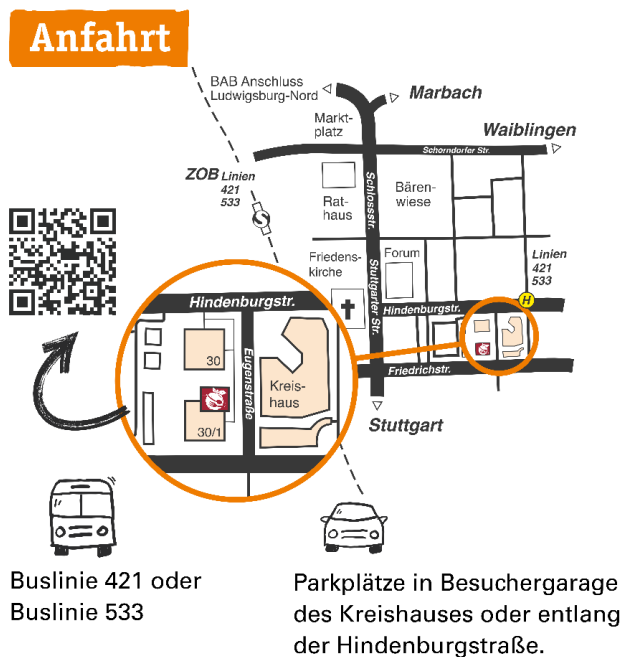 Anfahrt
BAB Anschluss
Ludwigsburg-Nord
Marbach
Markt-
platz
Waiblingen
Schorndorfer Str.
ZOB Linien
421
533
Schlossstr.
Rat-
haus
Bären-
wiese
Friedens-
kirche
Forum
Linien
421
533
Stuttgarter Str.
H
Hindenburgstr.
Hindenburgstr.
30
Eugenstraße
Kreis-
haus
30/1
Friedrichstr.
Stuttgart
Buslinie 421 oder
Buslinie 533
Parkplätze in Besuchergarage
des Kreishauses oder entlang
der Hindenburgstraße.